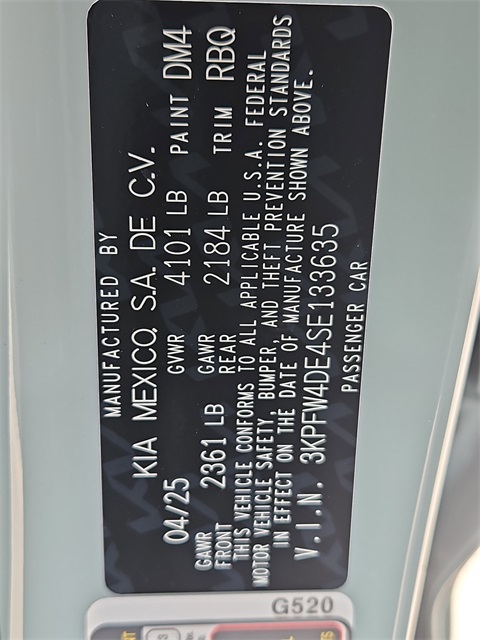 MANUFACTURED BY
KIA MEXICO, S.A. DE C.V.
04/25 GVWR 4101 LB PAINT DM4
GAWR FRONT 2361 LB GAWR REAR 2184 LB TRIM RBQ
THIS VEHICLE CONFORMS TO ALL APPLICABLE U.S.A. FEDERAL
MOTOR VEHICLE SAFETY, BUMPER, AND THEFT PREVENTION STANDARDS
IN EFFECT ON THE DATE OF MANUFACTURE SHOWN ABOVE.
V.I.N. 3KPFW4DE4SE133635
PASSENGER CAR
G520